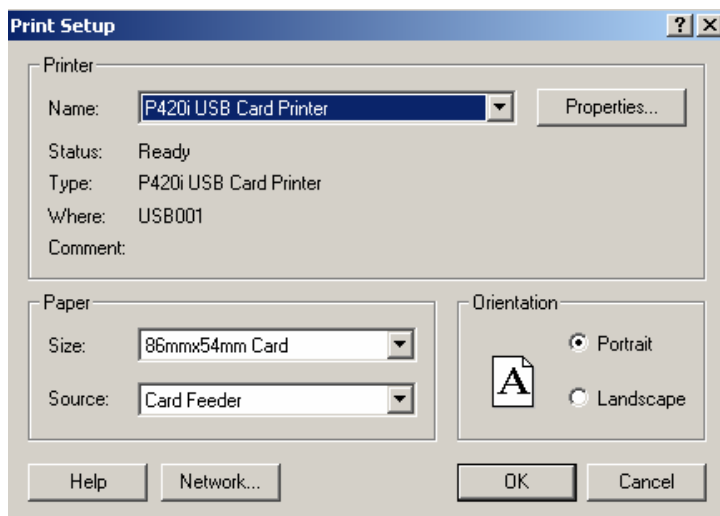 Print Setup
Printer
Name: P420i USB Card Printer Properties...
Status: Ready
Type: P420i USB Card Printer
Where: USB001
Comment:
Paper
Size: 86mmx54mm Card
Source: Card Feeder
Orientation
A
Portrait
Landscape
Help Network... OK Cancel